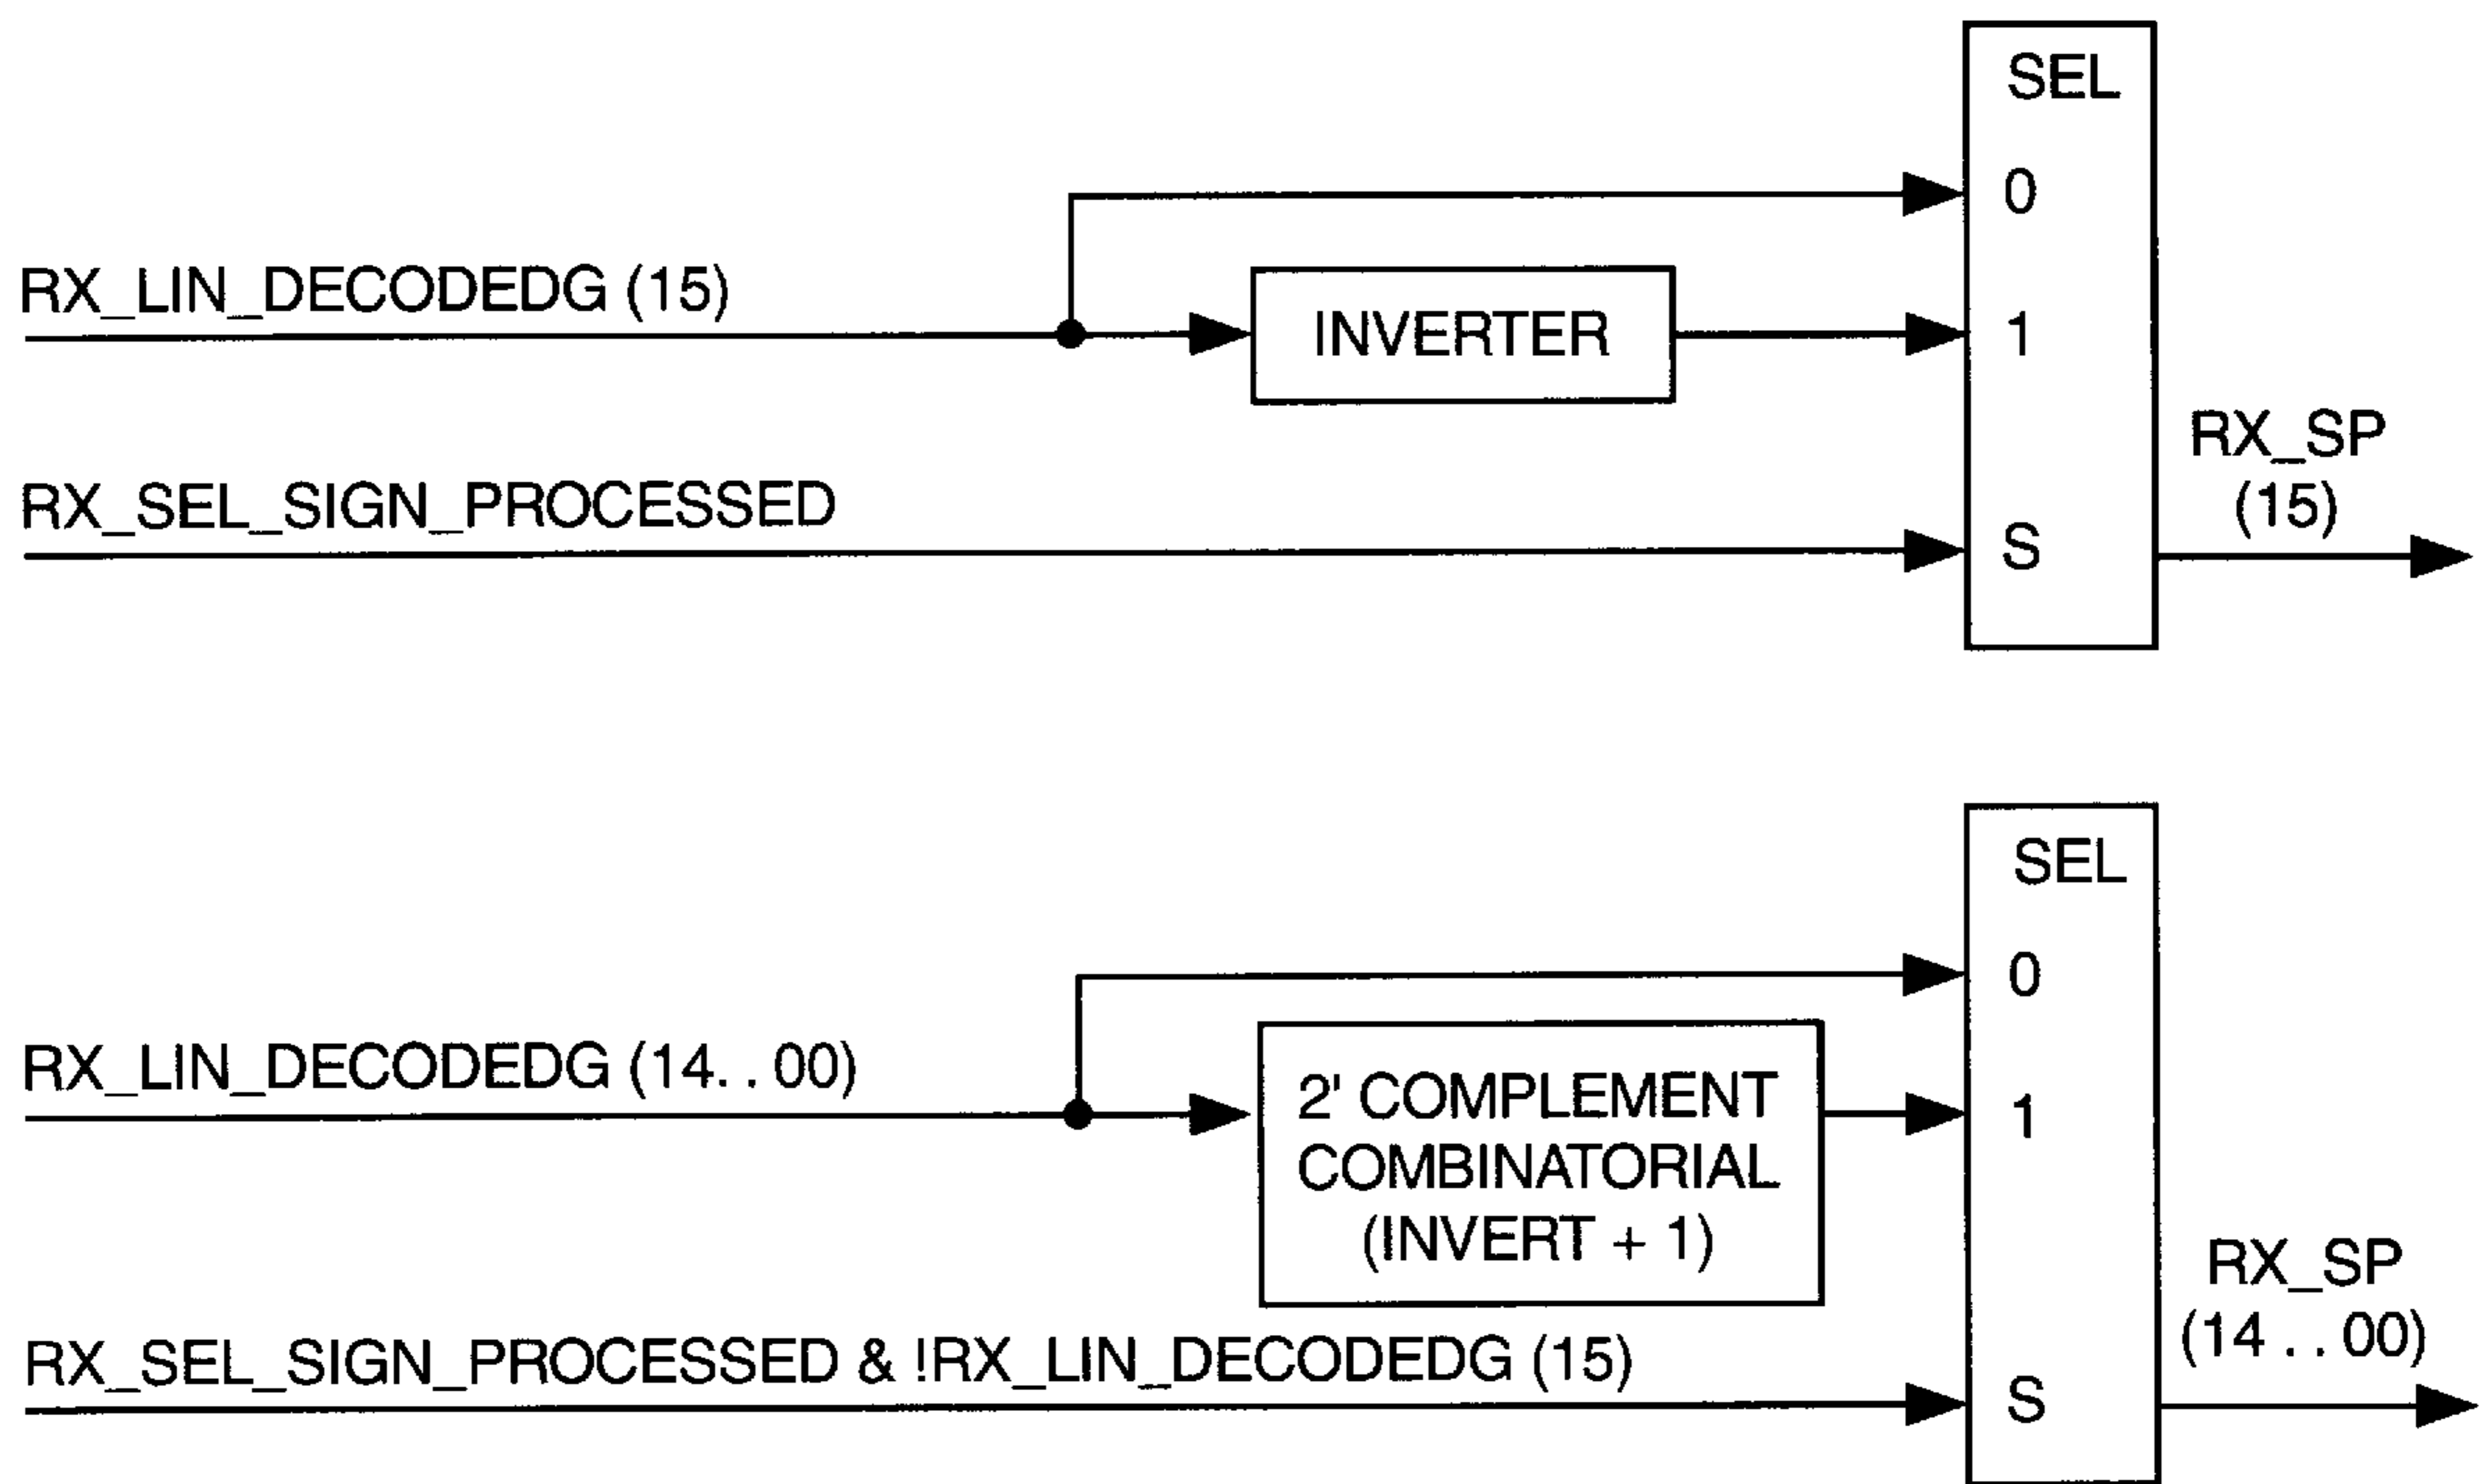 SEL
0
RX_LIN_DECODEDG (15)
INVERTER
1
RX_SP
(15)
RX_SEL_SIGN_PROCESSED
S
SEL
0
RX_LIN_DECODEDG (14. . 00)
2' COMPLEMENT
COMBINATORIAL
(INVERT + 1)
1
RX_SP
(14 . . 00)
RX_SEL_SIGN_PROCESSED & !RX_LIN_DECODEDG (15)
S